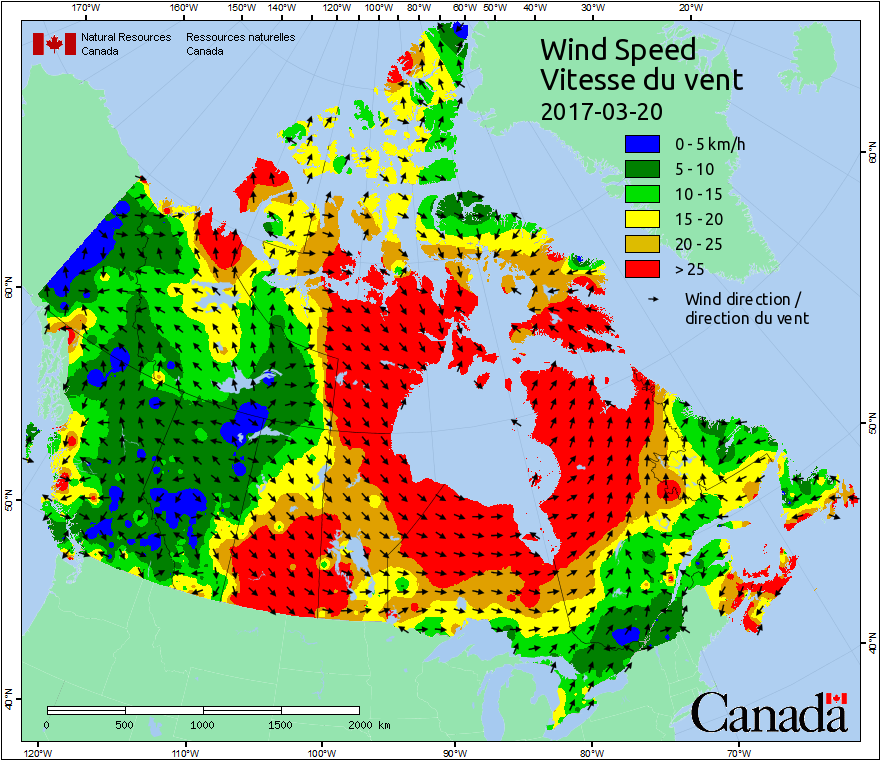 170°W 160°W 150°W 140°W 120°W 100°W 80°W 60°W 50°W 40°W 30°W 20°W
Natural Resources Ressources naturelles
Canada Canada
Wind Speed
Vitesse du vent
2017-03-20
0 - 5 km/h
5 - 10
10 - 15
15 - 20
20 - 25
> 25
Wind direction /
direction du vent
60°N
60°N
50°N
50°N
40°N
40°N
0 500 1000 1500 2000 km
Canada
120°W 110°W 100°W 90°W 80°W 70°W